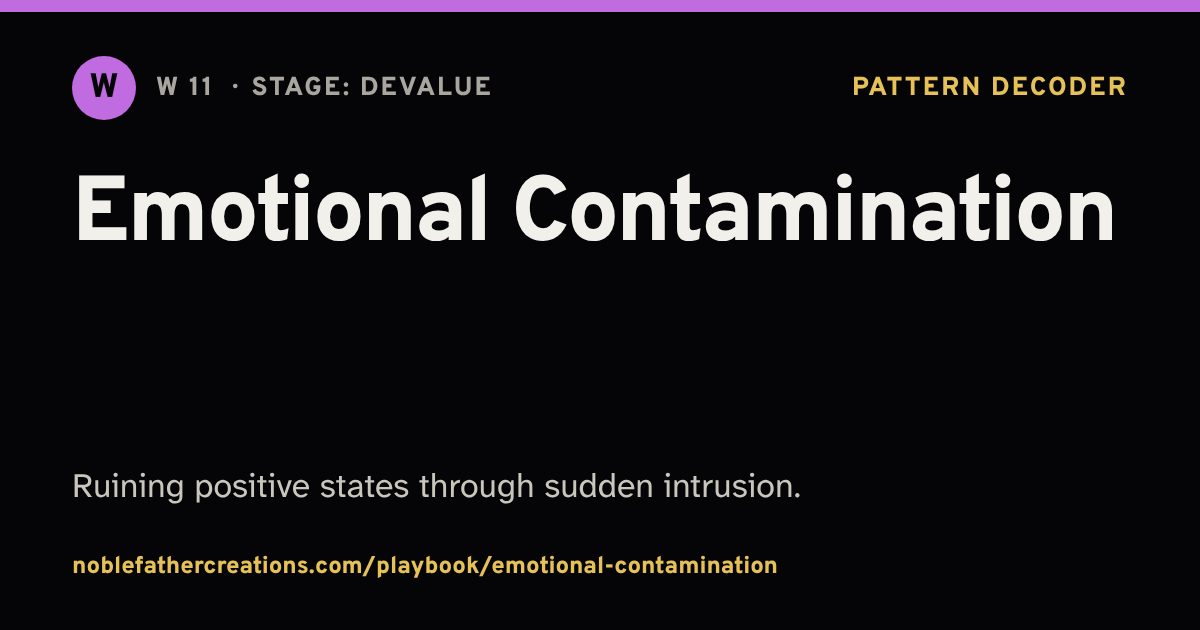 W
W 11 · STAGE: DEVALUE
PATTERN DECODER
Emotional Contamination
Ruining positive states through sudden intrusion.
noblefathercreations.com/playbook/emotional-contamination